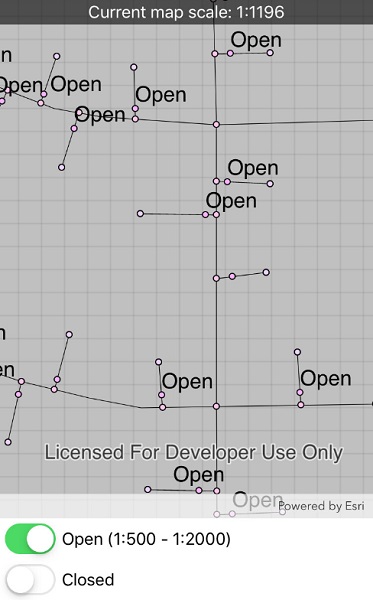 Current map scale: 1:1196
Open
n
Open
Open
Open
Open
Open
Open
n
en
Open
Open
Licensed For Developer Use Only
Open
Open
Powered by Esri
Open (1:500 - 1:2000)
Closed